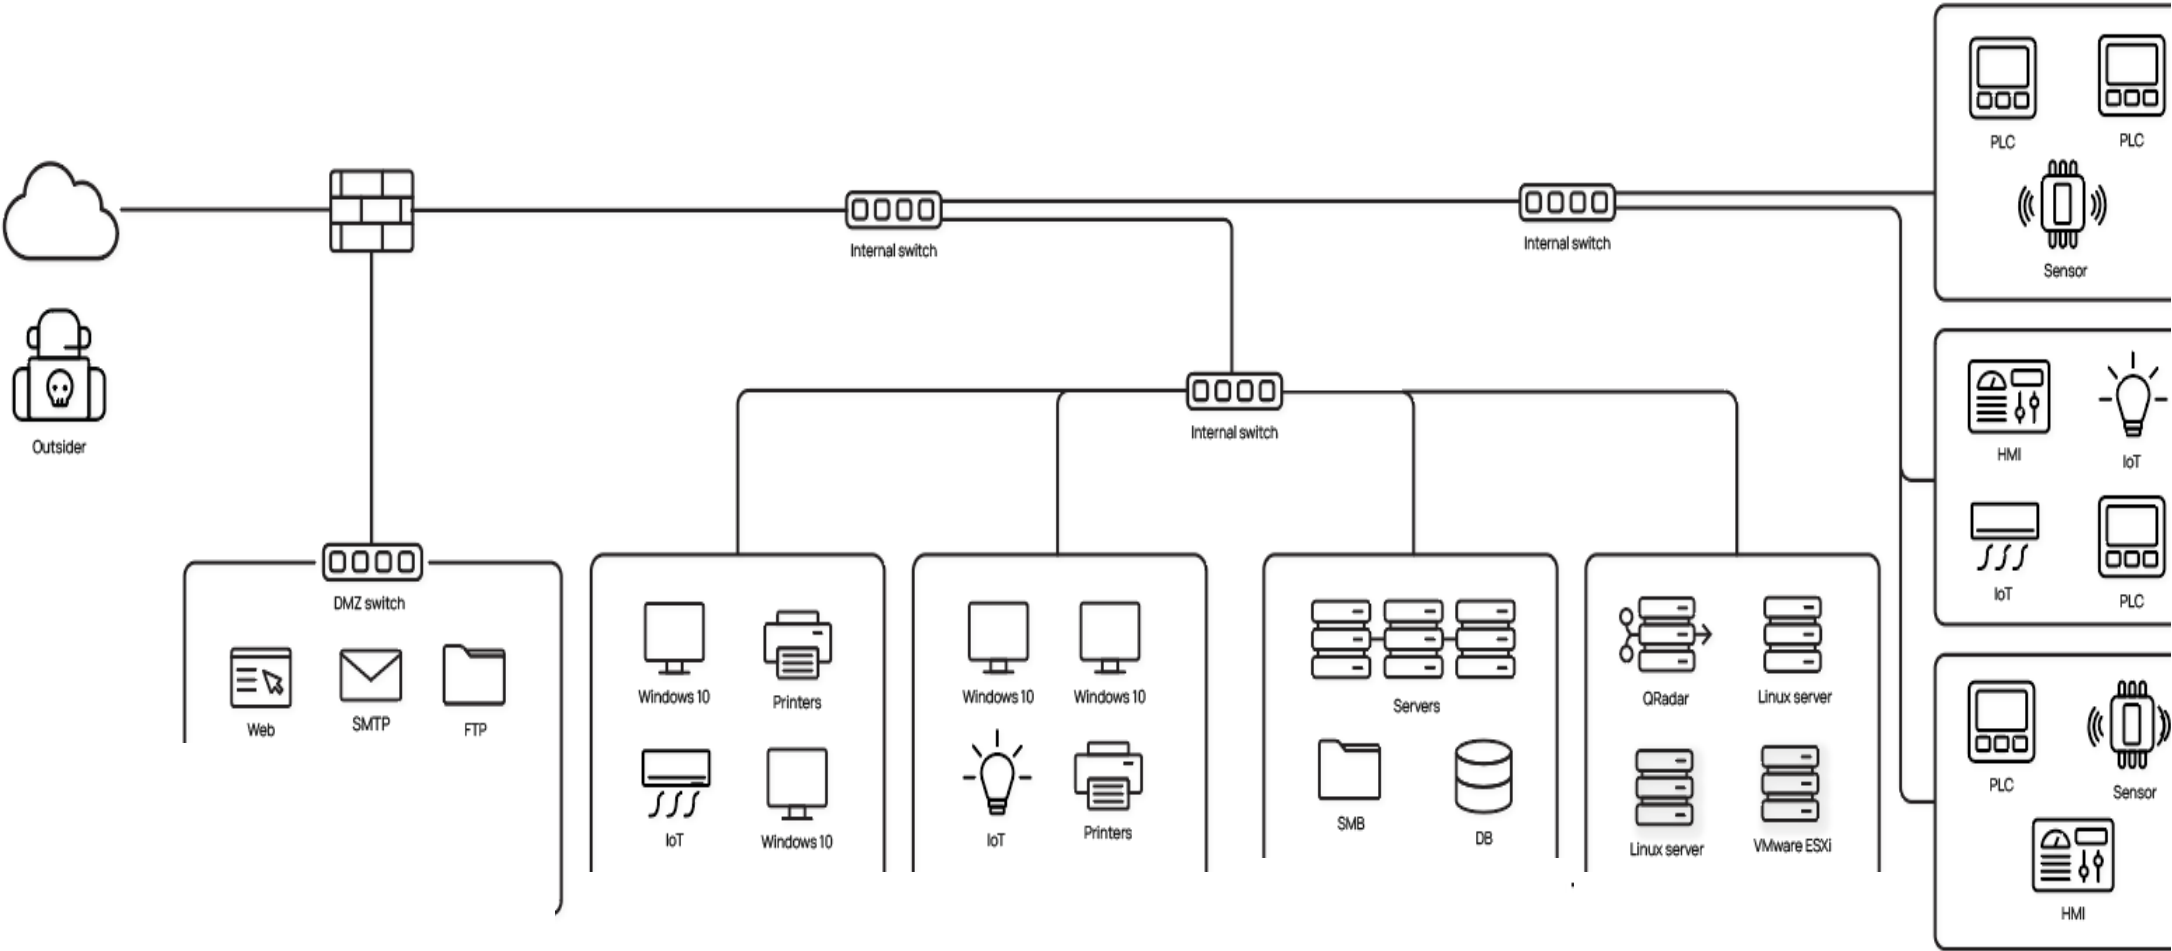 PLC
PLC
Sensor
Internal switch
Internal switch
Outsider
Internal switch
HMI
IoT
IoT
PLC
DMZ switch
Web
SMTP
FTP
Windows 10
Printers
IoT
Windows 10
Windows 10
Windows 10
IoT
Printers
Servers
SMB
DB
QRadar
Linux server
Linux server
VMware ESXi
PLC
Sensor
HMI